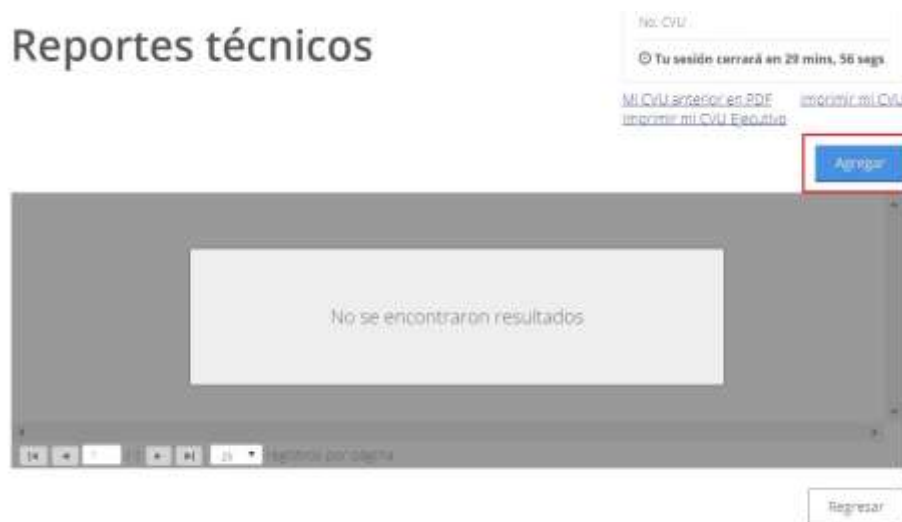 No. CVU:
Reportes técnicos
Tu sesión cerrará en 29 mins, 56 segs
Mi CVU anterior en PDF Imprimir mi CVU
Imprimir mi CVU Ejecutivo
Agregar
No se encontraron resultados
registros por página
Regresar